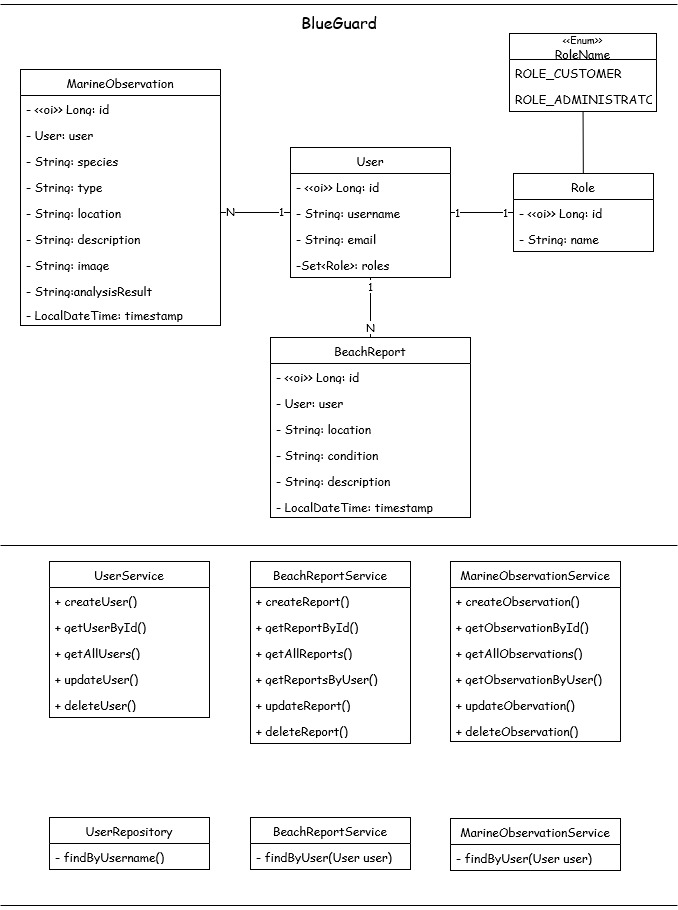 BlueGuard
<<Enum>>
RoleName
ROLE_CUSTOMER
ROLE_ADMINISTRATC
MarineObservation
- <<oi>> Long: id
- User: user
- String: species
- String: type
- String: location
- String: description
- String: image
- String:analysisResult
- LocalDateTime: timestamp
N
1
User
- <<oi>> Long: id
- String: username
- String: email
-Set<Role>: roles
1
1
Role
- <<oi>> Long: id
- String: name
1
N
BeachReport
- <<oi>> Long: id
- User: user
- String: location
- String: condition
- String: description
- LocalDateTime: timestamp
UserService
+ createUser()
+ getUserById()
+ getAllUsers()
+ updateUser()
+ deleteUser()
BeachReportService
+ createReport()
+ getReportById()
+ getAllReports()
+ getReportsByUser()
+ updateReport()
+ deleteReport()
MarineObservationService
+ createObservation()
+ getObservationById()
+ getAllObservations()
+ getObservationByUser()
+ updateObervation()
+ deleteObservation()
UserRepository
- findByUsername()
BeachReportService
- findByUser(User user)
MarineObservationService
- findByUser(User user)